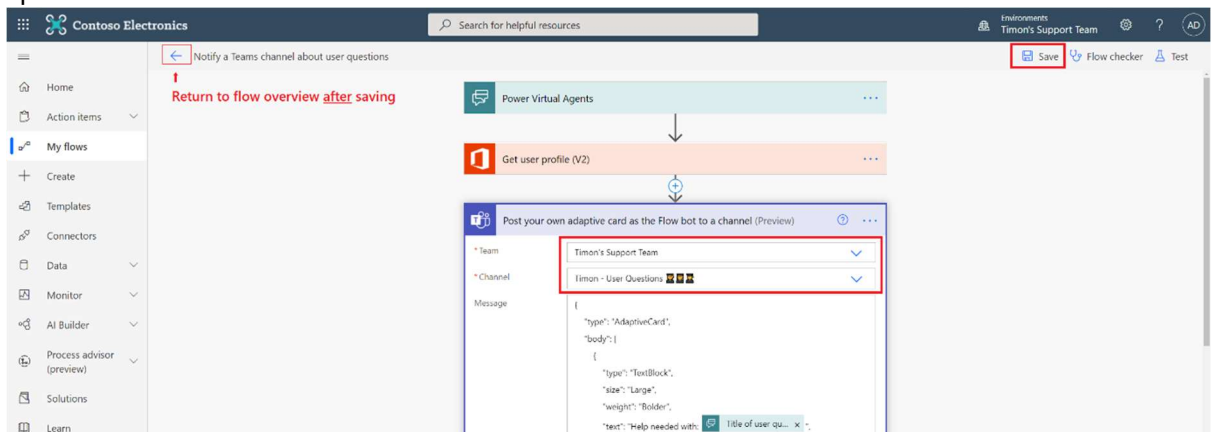 Contoso Electronics
Search for helpful resources
Environments
Timon's Support Team
?
AD
Notify a Teams channel about user questions
Save
Flow checker
Test
Return to flow overview after saving
Home
Action items
My flows
Create
Templates
Connectors
Data
Monitor
AI Builder
Process advisor
(preview)
Solutions
Learn
Power Virtual Agents
...
Get user profile (V2)
...
Post your own adaptive card as the Flow bot to a channel (Preview)
...
* Team
Timon's Support Team
* Channel
Timon - User Questions 
Message
{
"type": "AdaptiveCard",
"body": [
{
"type": "TextBlock",
"size": "Large",
"weight": "Bolder",
"text": "Help needed with: Title of user qu... x ",